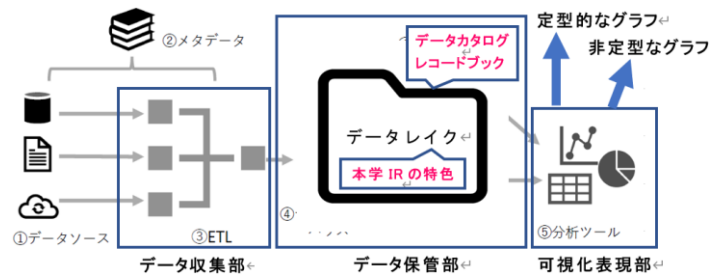 定型的なグラフ
非定型なグラフ
②メタデータ
データカタログ
レコードブック
データレイク
本学 IR の特色
①データソース
③ETL
④
⑤分析ツール
データ収集部
データ保管部
可視化表現部